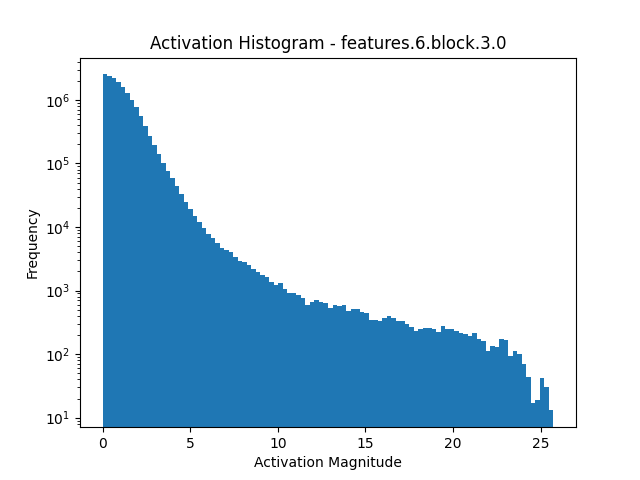 Activation Histogram - features.6.block.3.0
Frequency
10⁶
10⁵
10⁴
10³
10²
10¹
0 5 10 15 20 25
Activation Magnitude